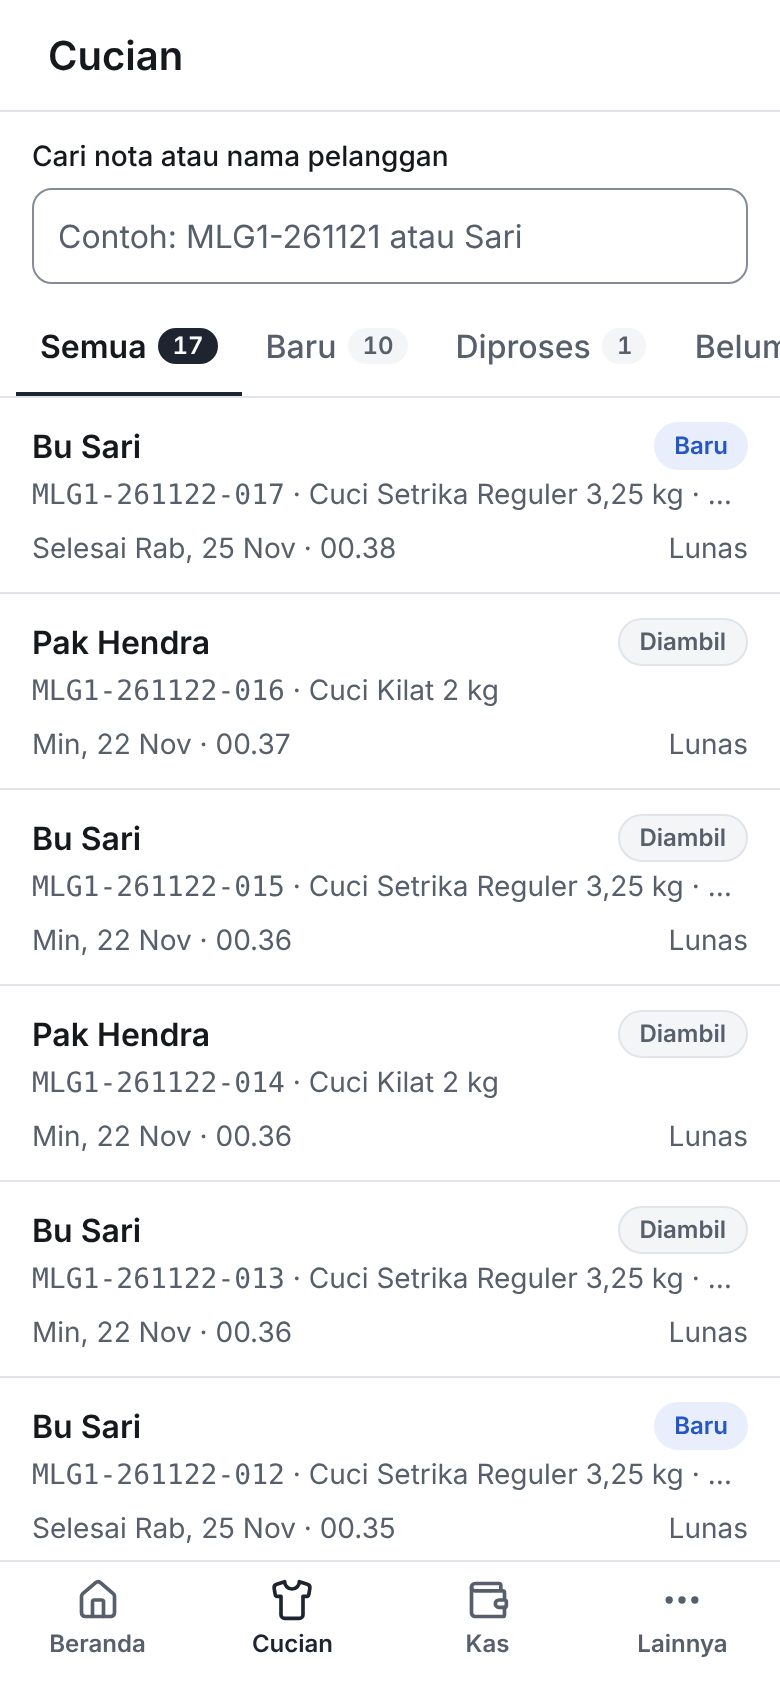 Cucian
Cari nota atau nama pelanggan
Contoh: MLG1-261121 atau Sari
Semua 17 Baru 10 Diproses 1 Belum
Bu Sari Baru
MLG1-261122-017 · Cuci Setrika Reguler 3,25 kg · ...
Selesai Rab, 25 Nov · 00.38 Lunas
Pak Hendra Diambil
MLG1-261122-016 · Cuci Kilat 2 kg
Min, 22 Nov · 00.37 Lunas
Bu Sari Diambil
MLG1-261122-015 · Cuci Setrika Reguler 3,25 kg · ...
Min, 22 Nov · 00.36 Lunas
Pak Hendra Diambil
MLG1-261122-014 · Cuci Kilat 2 kg
Min, 22 Nov · 00.36 Lunas
Bu Sari Diambil
MLG1-261122-013 · Cuci Setrika Reguler 3,25 kg · ...
Min, 22 Nov · 00.36 Lunas
Bu Sari Baru
MLG1-261122-012 · Cuci Setrika Reguler 3,25 kg · ...
Selesai Rab, 25 Nov · 00.35 Lunas
Beranda Cucian Kas Lainnya